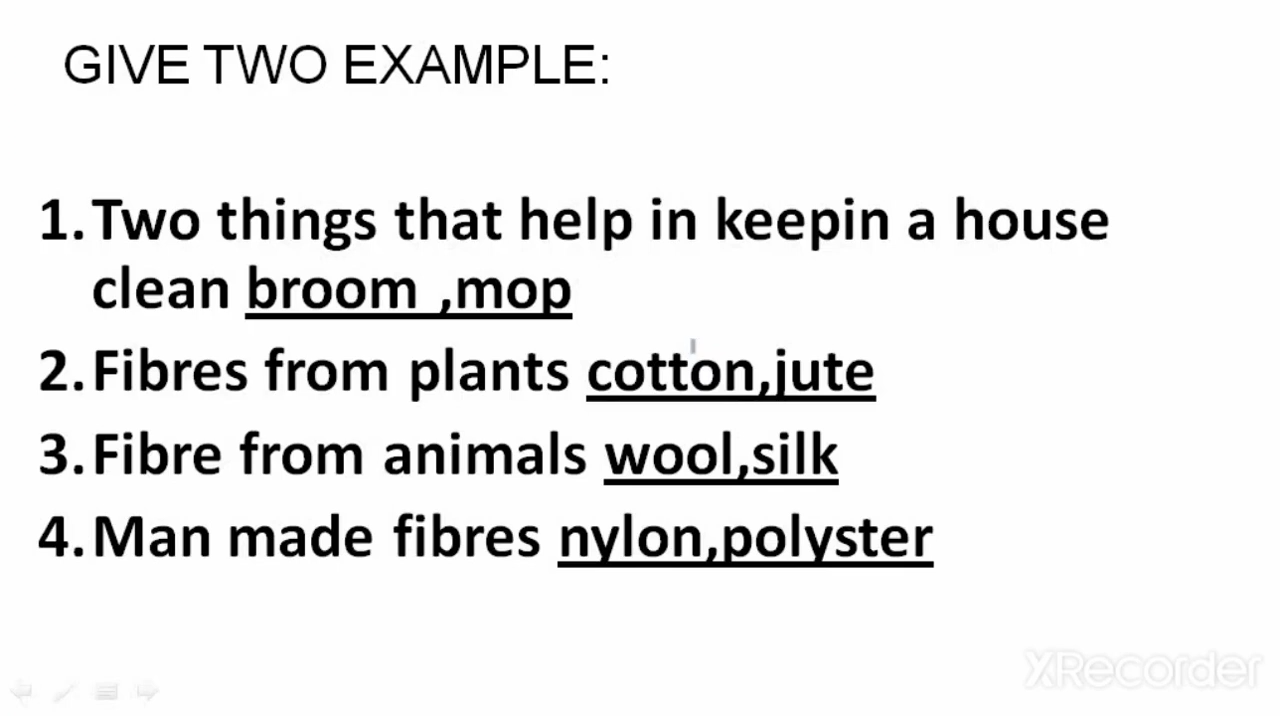 GIVE TWO EXAMPLE:
1. Two things that help in keepin a house
clean broom ,mop
2. Fibres from plants cotton,jute
3. Fibre from animals wool,silk
4. Man made fibres nylon,polyster
XRecorder